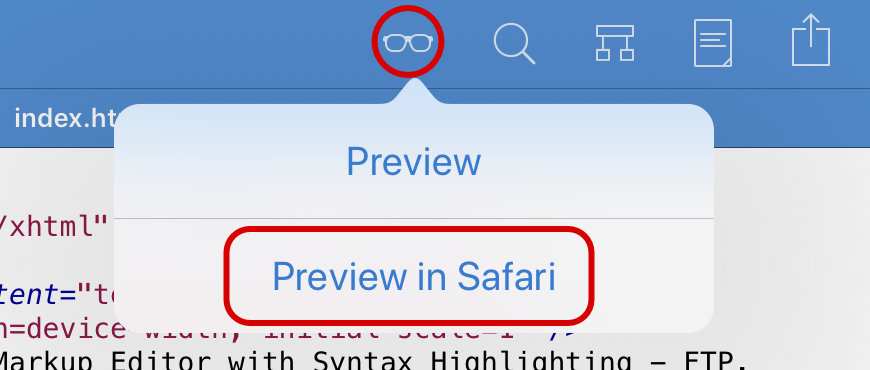 index.ht
Preview
/xhtml"
Preview in Safari
tent="te
n=device-width, initial-scale=1" />
Markup Editor with Syntax Highlighting – FTP,